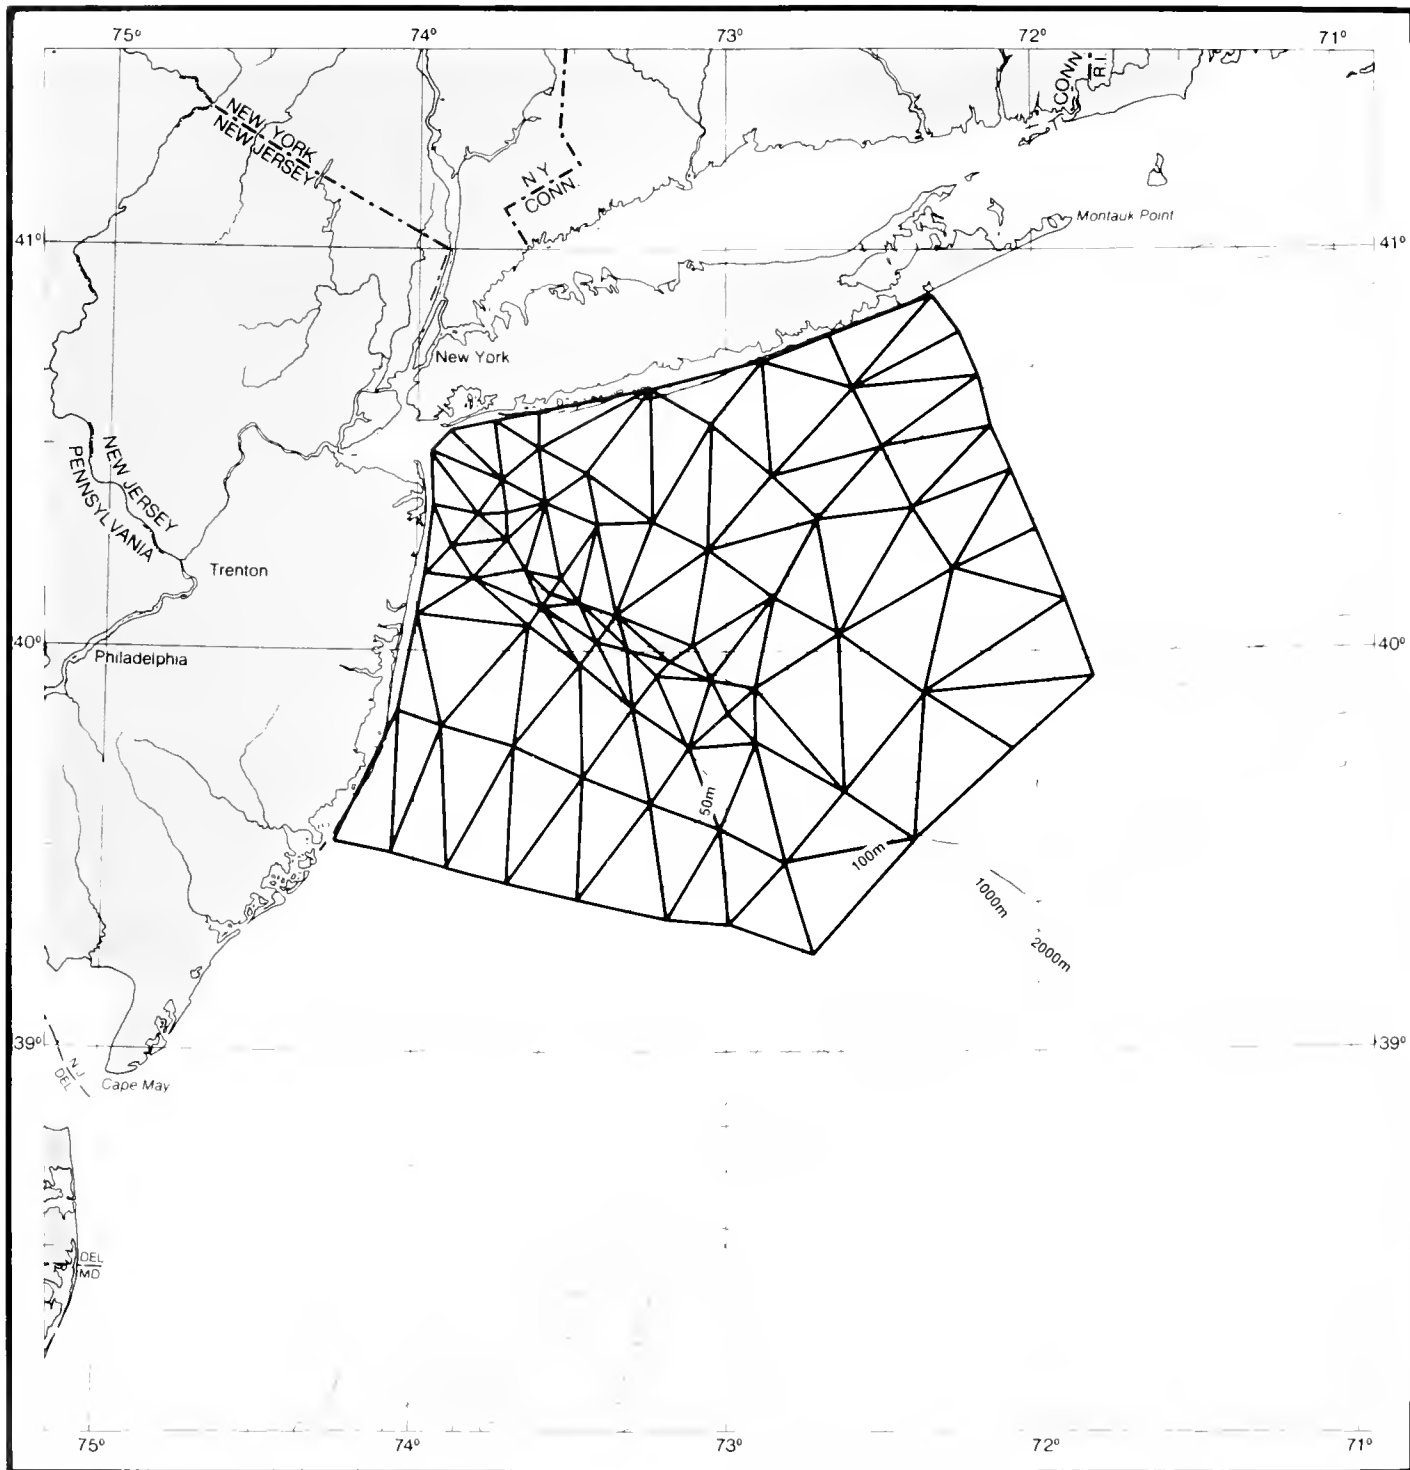 75° 74° 73° 72° 71°
CONN
R.I.
NEW YORK
NEW JERSEY
N Y
CONN.
Montauk Point
41° 41°
New York
NEW JERSEY
PENNSYLVANIA
Trenton
40° 40°
Philadelphia
50m
100m
1000m
2000m
39° 39°
N J
DEL
Cape May
DEL
MD
75° 74° 73° 72° 71°